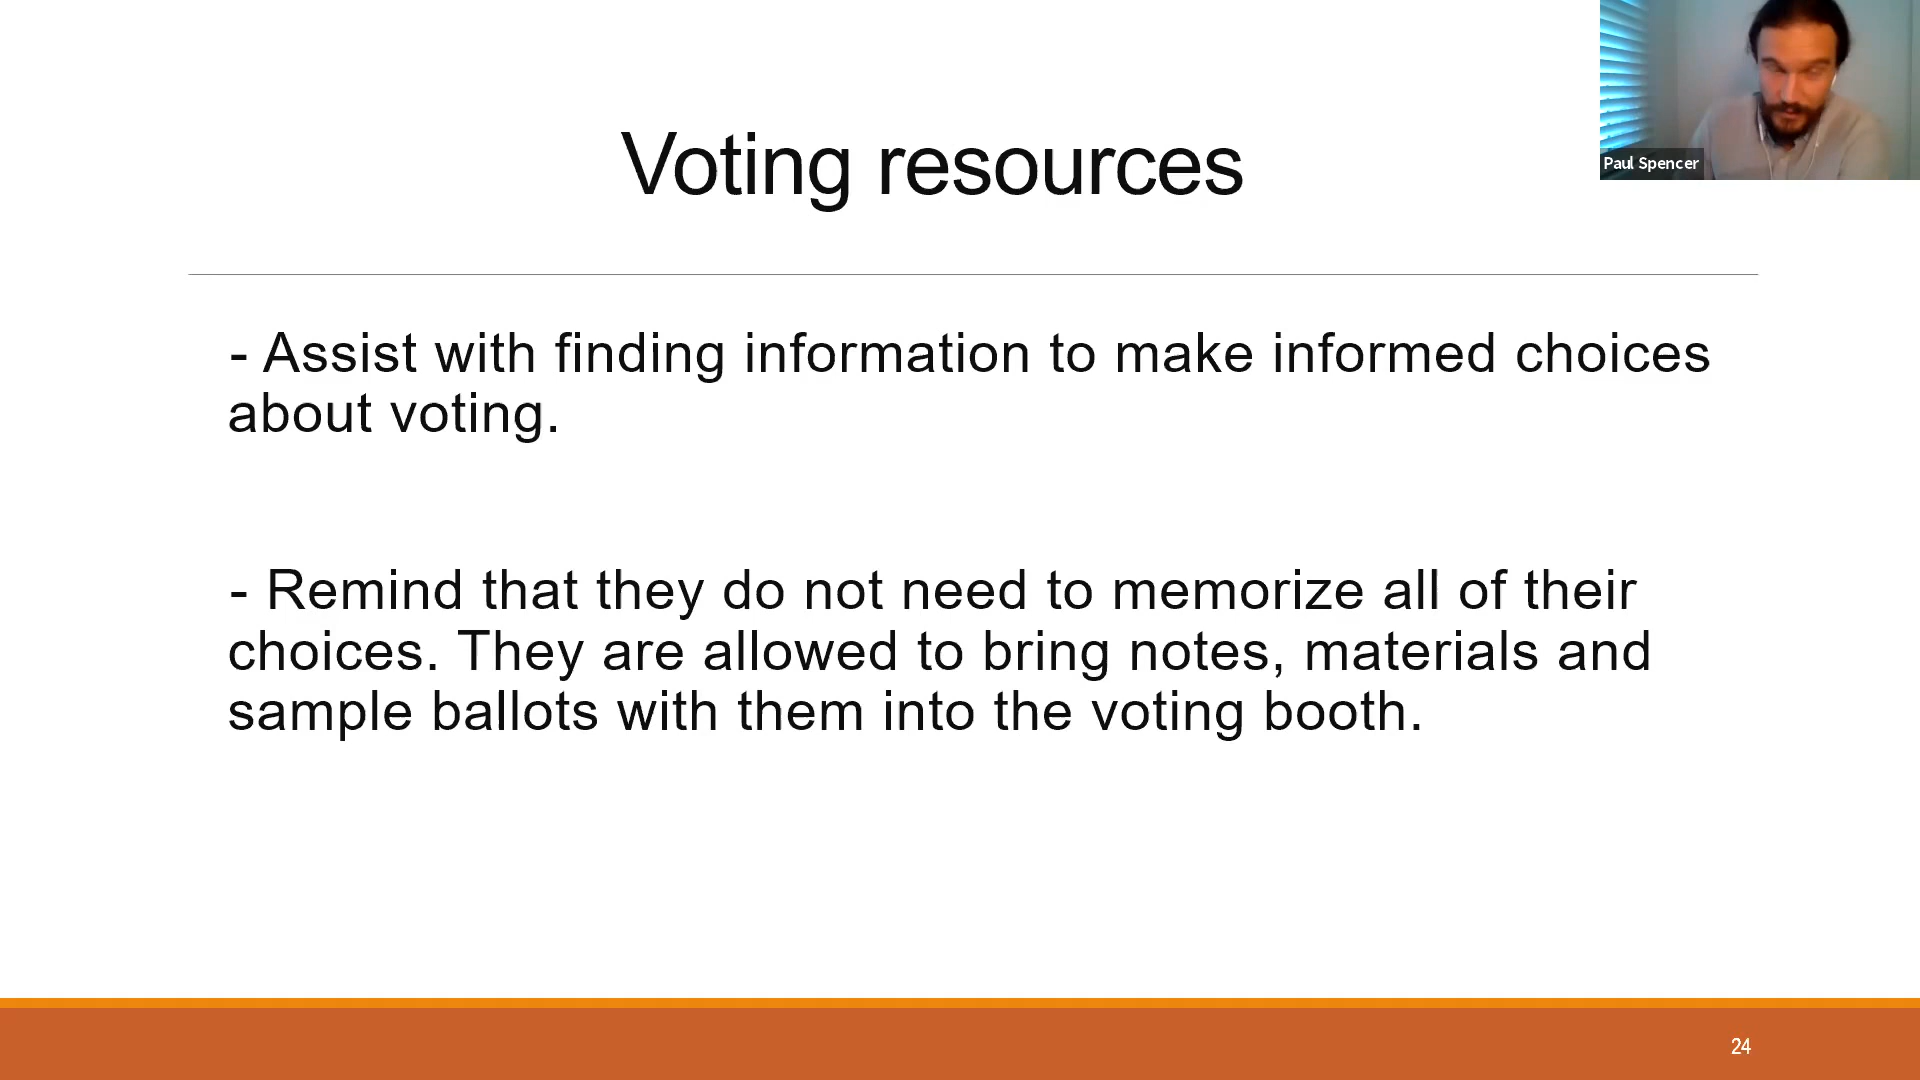 Voting resources
Paul Spencer
- Assist with finding information to make informed choices
about voting.
- Remind that they do not need to memorize all of their
choices. They are allowed to bring notes, materials and
sample ballots with them into the voting booth.
24